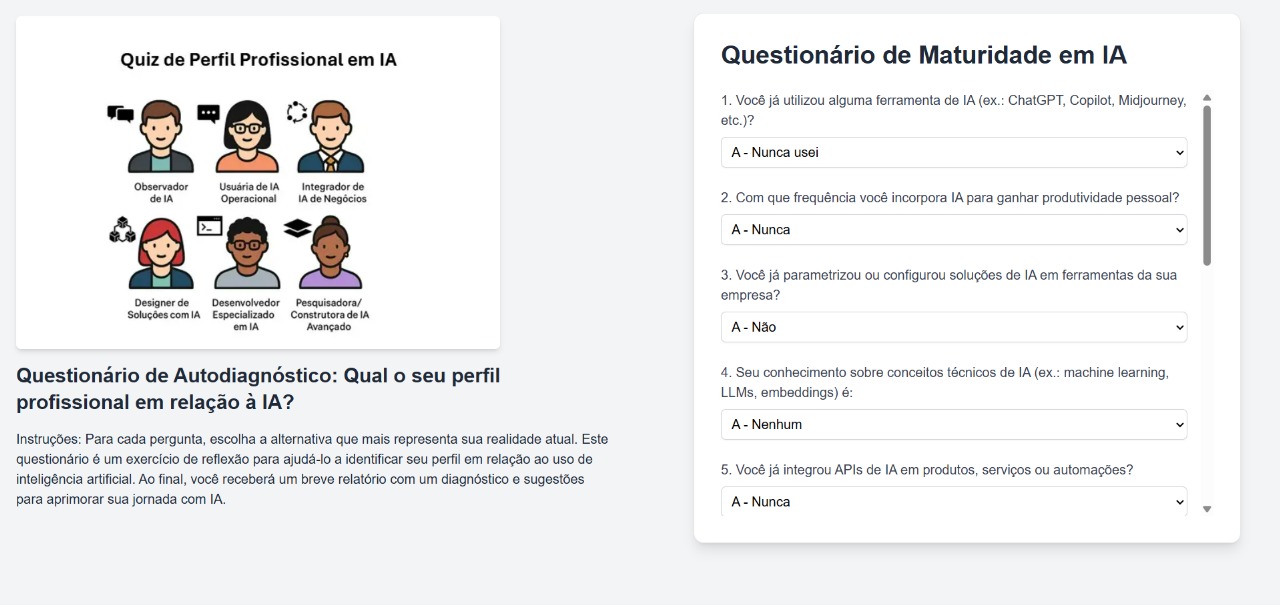 Quiz de Perfil Profissional em IA
Observador
de IA
Usuária de IA
Operacional
Integrador de
IA de Negócios
Designer de
Soluções com IA
Desenvolvedor
Especializado
em IA
Pesquisadora/
Construtora de IA
Avançado
Questionário de Autodiagnóstico: Qual o seu perfil
profissional em relação à IA?
Instruções: Para cada pergunta, escolha a alternativa que mais representa sua realidade atual. Este
questionário é um exercício de reflexão para ajudá-lo a identificar seu perfil em relação ao uso de
inteligência artificial. Ao final, você receberá um breve relatório com um diagnóstico e sugestões
para aprimorar sua jornada com IA.
Questionário de Maturidade em IA
1. Você já utilizou alguma ferramenta de IA (ex.: ChatGPT, Copilot, Midjourney,
etc.)?
A - Nunca usei
2. Com que frequência você incorpora IA para ganhar produtividade pessoal?
A - Nunca
3. Você já parametrizou ou configurou soluções de IA em ferramentas da sua
empresa?
A - Não
4. Seu conhecimento sobre conceitos técnicos de IA (ex.: machine learning,
LLMs, embeddings) é:
A - Nenhum
5. Você já integrou APIs de IA em produtos, serviços ou automações?
A - Nunca